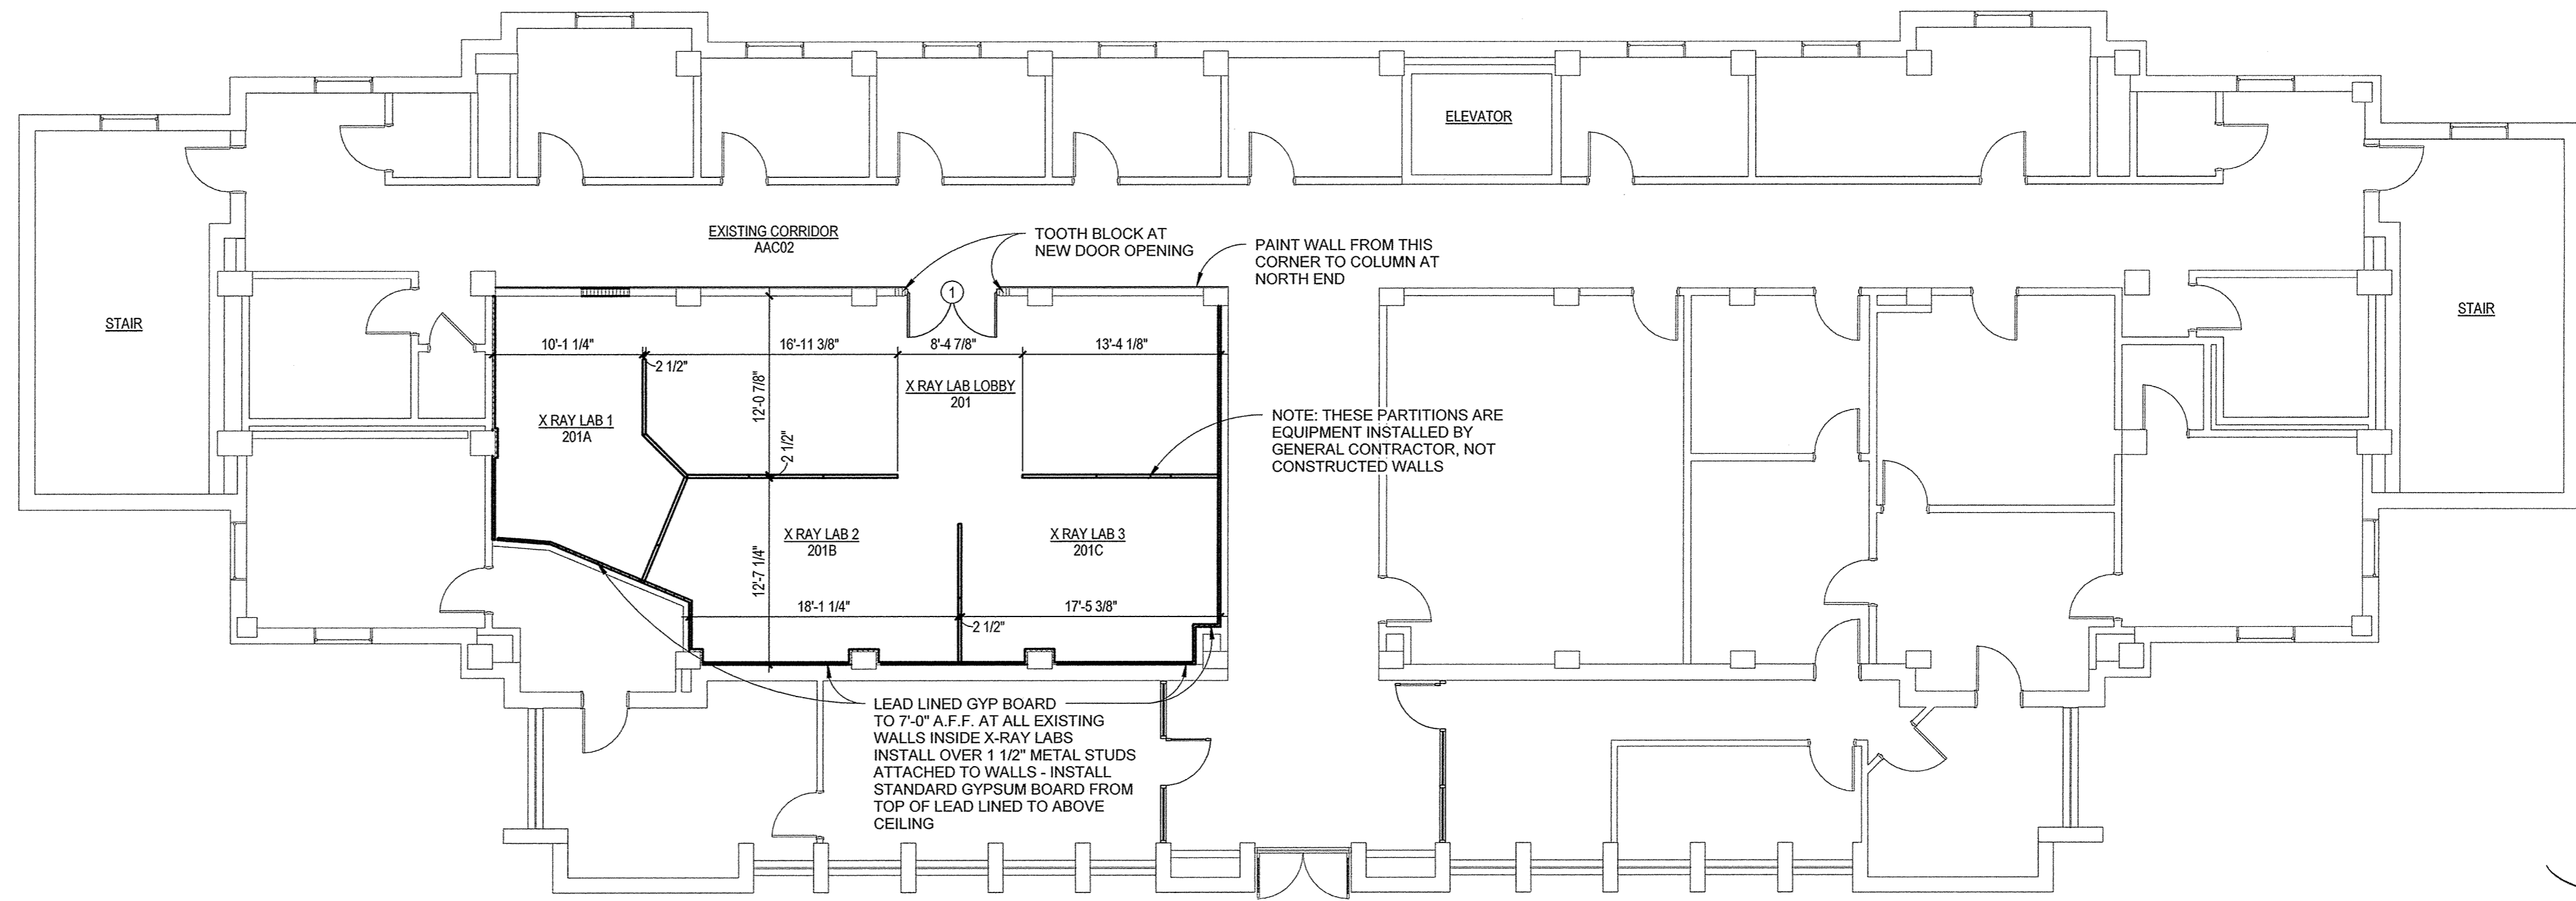 ELEVATOR
EXISTING CORRIDOR
AAC02
TOOTH BLOCK AT
NEW DOOR OPENING
PAINT WALL FROM THIS
CORNER TO COLUMN AT
NORTH END
1
STAIR
STAIR
10'-1 1/4"
16'-11 3/8"
8'-4 7/8"
13'-4 1/8"
2 1/2"
12'-0 7/8"
X RAY LAB LOBBY
201
X RAY LAB 1
201A
2 1/2"
NOTE: THESE PARTITIONS ARE
EQUIPMENT INSTALLED BY
GENERAL CONTRACTOR, NOT
CONSTRUCTED WALLS
X RAY LAB 2
201B
X RAY LAB 3
201C
12'-7 1/4"
18'-1 1/4"
17'-5 3/8"
2 1/2"
LEAD LINED GYP BOARD
TO 7'-0" A.F.F. AT ALL EXISTING
WALLS INSIDE X-RAY LABS
INSTALL OVER 1 1/2" METAL STUDS
ATTACHED TO WALLS - INSTALL
STANDARD GYPSUM BOARD FROM
TOP OF LEAD LINED TO ABOVE
CEILING